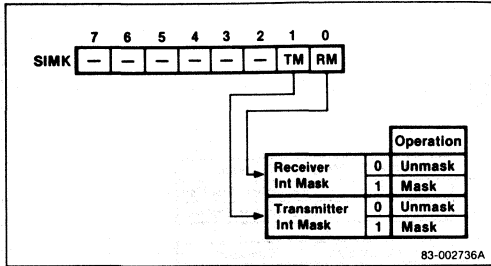 7 6 5 4 3 2 1 0
SIMK — — — — — — TM RM
Operation
Receiver Int Mask 0 Unmask
1 Mask
Transmitter Int Mask 0 Unmask
1 Mask
83-002736A